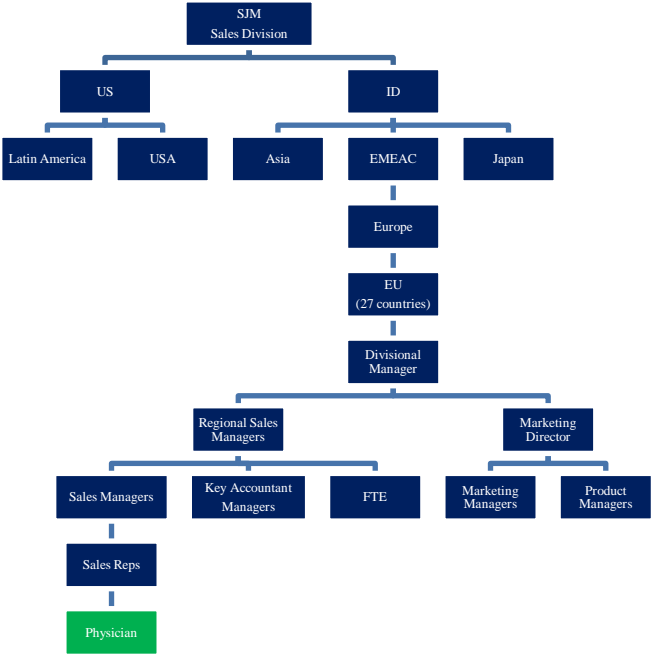 SJM
Sales Division
US
ID
Latin America
USA
Asia
EMEAC
Japan
Europe
EU
(27 countries)
Divisional
Manager
Regional Sales
Managers
Marketing
Director
Sales Managers
Key Accountant
Managers
FTE
Marketing
Managers
Product
Managers
Sales Reps
Physician